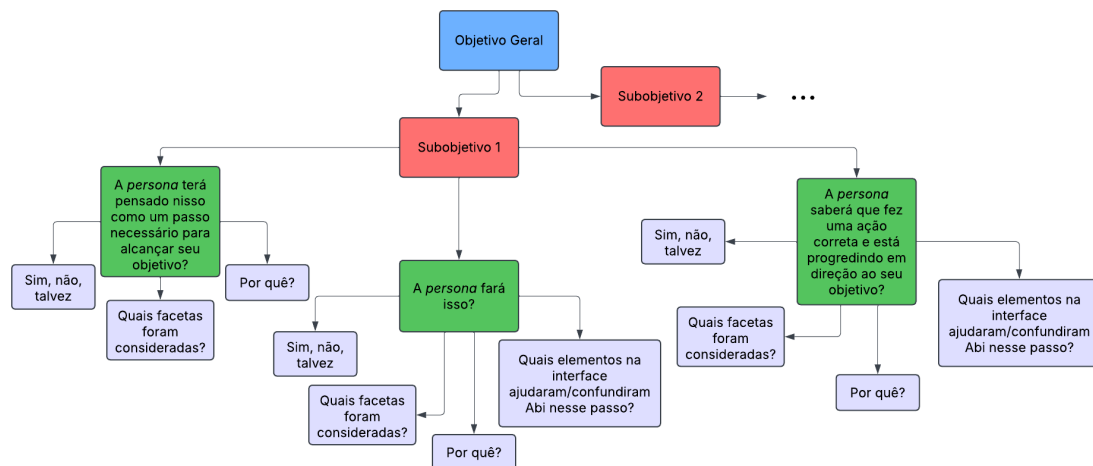 Objetivo Geral
Subobjetivo 2
...
Subobjetivo 1
A persona terá
pensado nisso
como um passo
necessário para
alcançar seu
objetivo?
Sim, não,
talvez
Quais facetas
foram
consideradas?
Por quê?
A persona fará
isso?
Sim, não,
talvez
Quais facetas
foram
consideradas?
Por quê?
Quais elementos na
interface
ajudaram/confundiram
Abi nesse passo?
A persona
saberá que fez
uma ação
correta e está
progredindo em
direção ao seu
objetivo?
Sim, não,
talvez
Quais facetas
foram
consideradas?
Por quê?
Quais elementos na
interface
ajudaram/confundiram
Abi nesse passo?